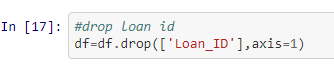 In [17]: #drop loan id
df=df.drop(['Loan_ID'],axis=1)